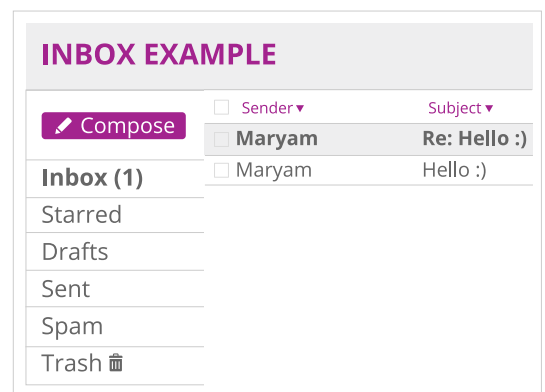 INBOX EXAMPLE
Compose
Inbox (1)
Starred
Drafts
Sent
Spam
Trash
Sender Subject
Maryam Re: Hello :)
Maryam Hello :)